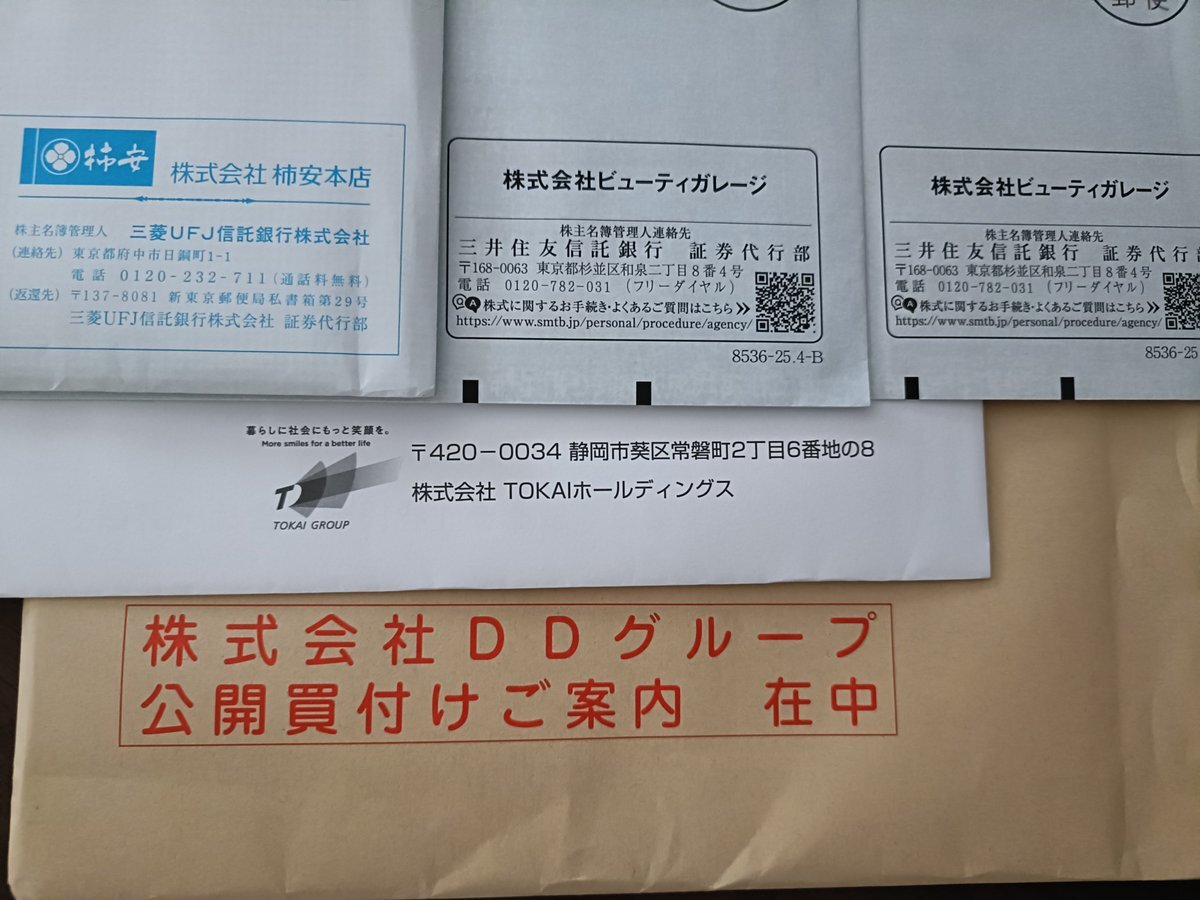 柿安
株式会社 柿安本店
株主名簿管理人 三菱UFJ信託銀行株式会社
(連絡先) 東京都府中市日鋼町1-1
電話 0120-232-711(通話料無料)
(返還先) 〒137-8081 新東京郵便局私書箱第29号
三菱UFJ信託銀行株式会社 証券代行部
株式会社ビューティガレージ
株主名簿管理人連絡先
三井住友信託銀行 証券代行部
〒168-0063 東京都杉並区和泉二丁目8番4号
電話 0120-782-031 (フリーダイヤル)
Q A 株式に関するお手続き・よくあるご質問はこちら
https://www.smtb.jp/personal/procedure/agency/
8536-25.4-B
郵便
株式会社ビューティガレージ
株主名簿管理人連絡先
三井住友信託銀行 証券代行部
〒168-0063 東京都杉並区和泉二丁目8番4号
電話 0120-782-031 (フリーダイヤル)
Q A 株式に関するお手続き・よくあるご質問はこちら
https://www.smtb.jp/personal/procedure/agency/
8536-25
暮らしに社会にもっと笑顔を。
More smiles for a better life
T
TOKAI GROUP
〒420-0034 静岡市葵区常磐町2丁目6番地の8
株式会社 TOKAIホールディングス
株式会社DDグループ
公開買付けご案内 在中